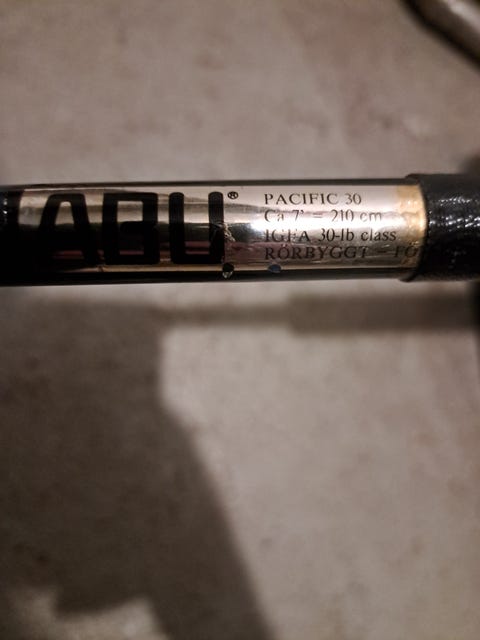 ABU®
PACIFIC 30
Ca 7' = 210 cm
IGFA 30-lb class
RÖRBYGGT –